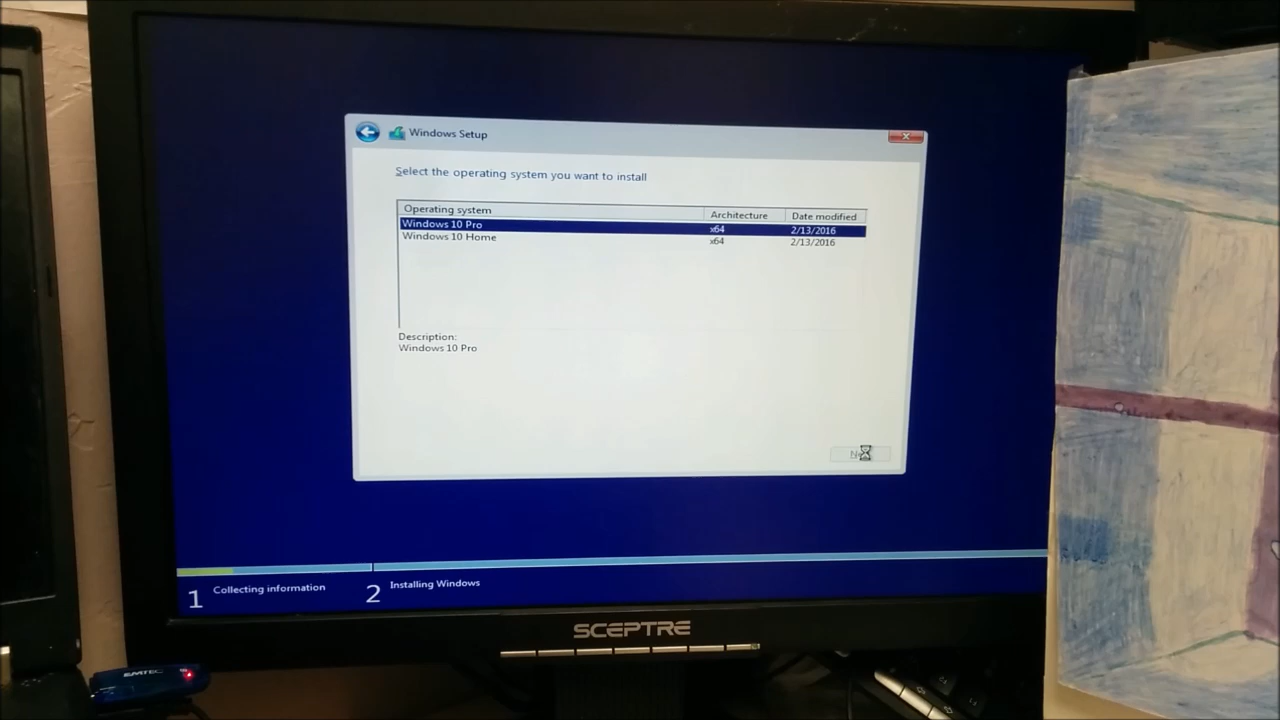 Windows Setup
Select the operating system you want to install
Operating system Architecture Date modified
Windows 10 Pro x64 2/13/2016
Windows 10 Home x64 2/13/2016
Description:
Windows 10 Pro
1 Collecting information 2 Installing Windows
SCEPTRE
EMTEC